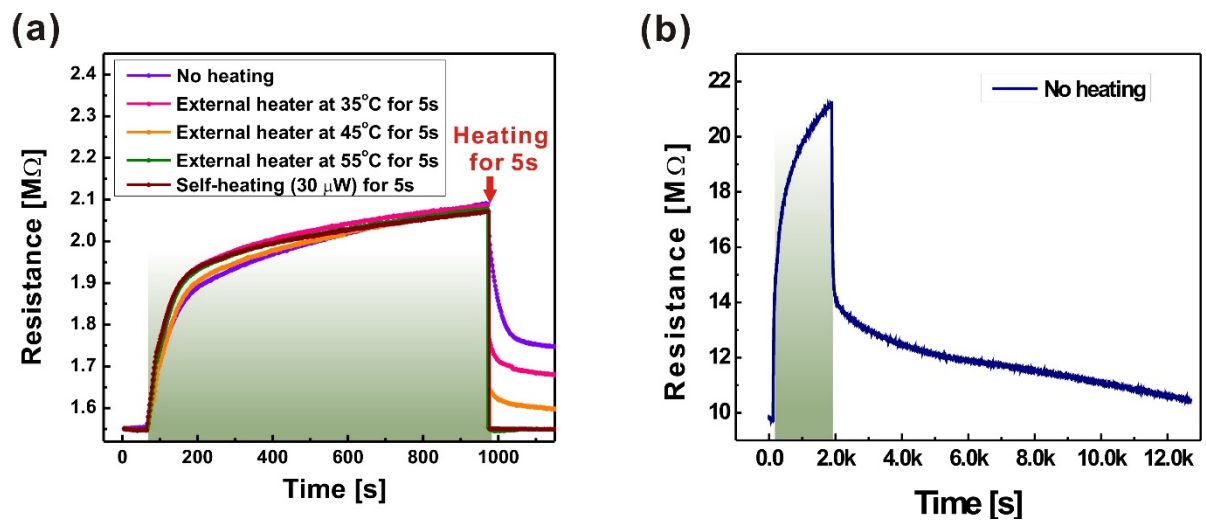 (a)
2.4
2.3
2.2
2.1
2.0
1.9
1.8
1.7
1.6
Resistance [MΩ]
No heating
External heater at 35°C for 5s
External heater at 45°C for 5s
External heater at 55°C for 5s
Self-heating (30 μW) for 5s
Heating
for 5s
0 200 400 600 800 1000
Time [s]
(b)
22
20
18
16
14
12
10
Resistance [MΩ]
No heating
0.0 2.0k 4.0k 6.0k 8.0k 10.0k 12.0k
Time [s]